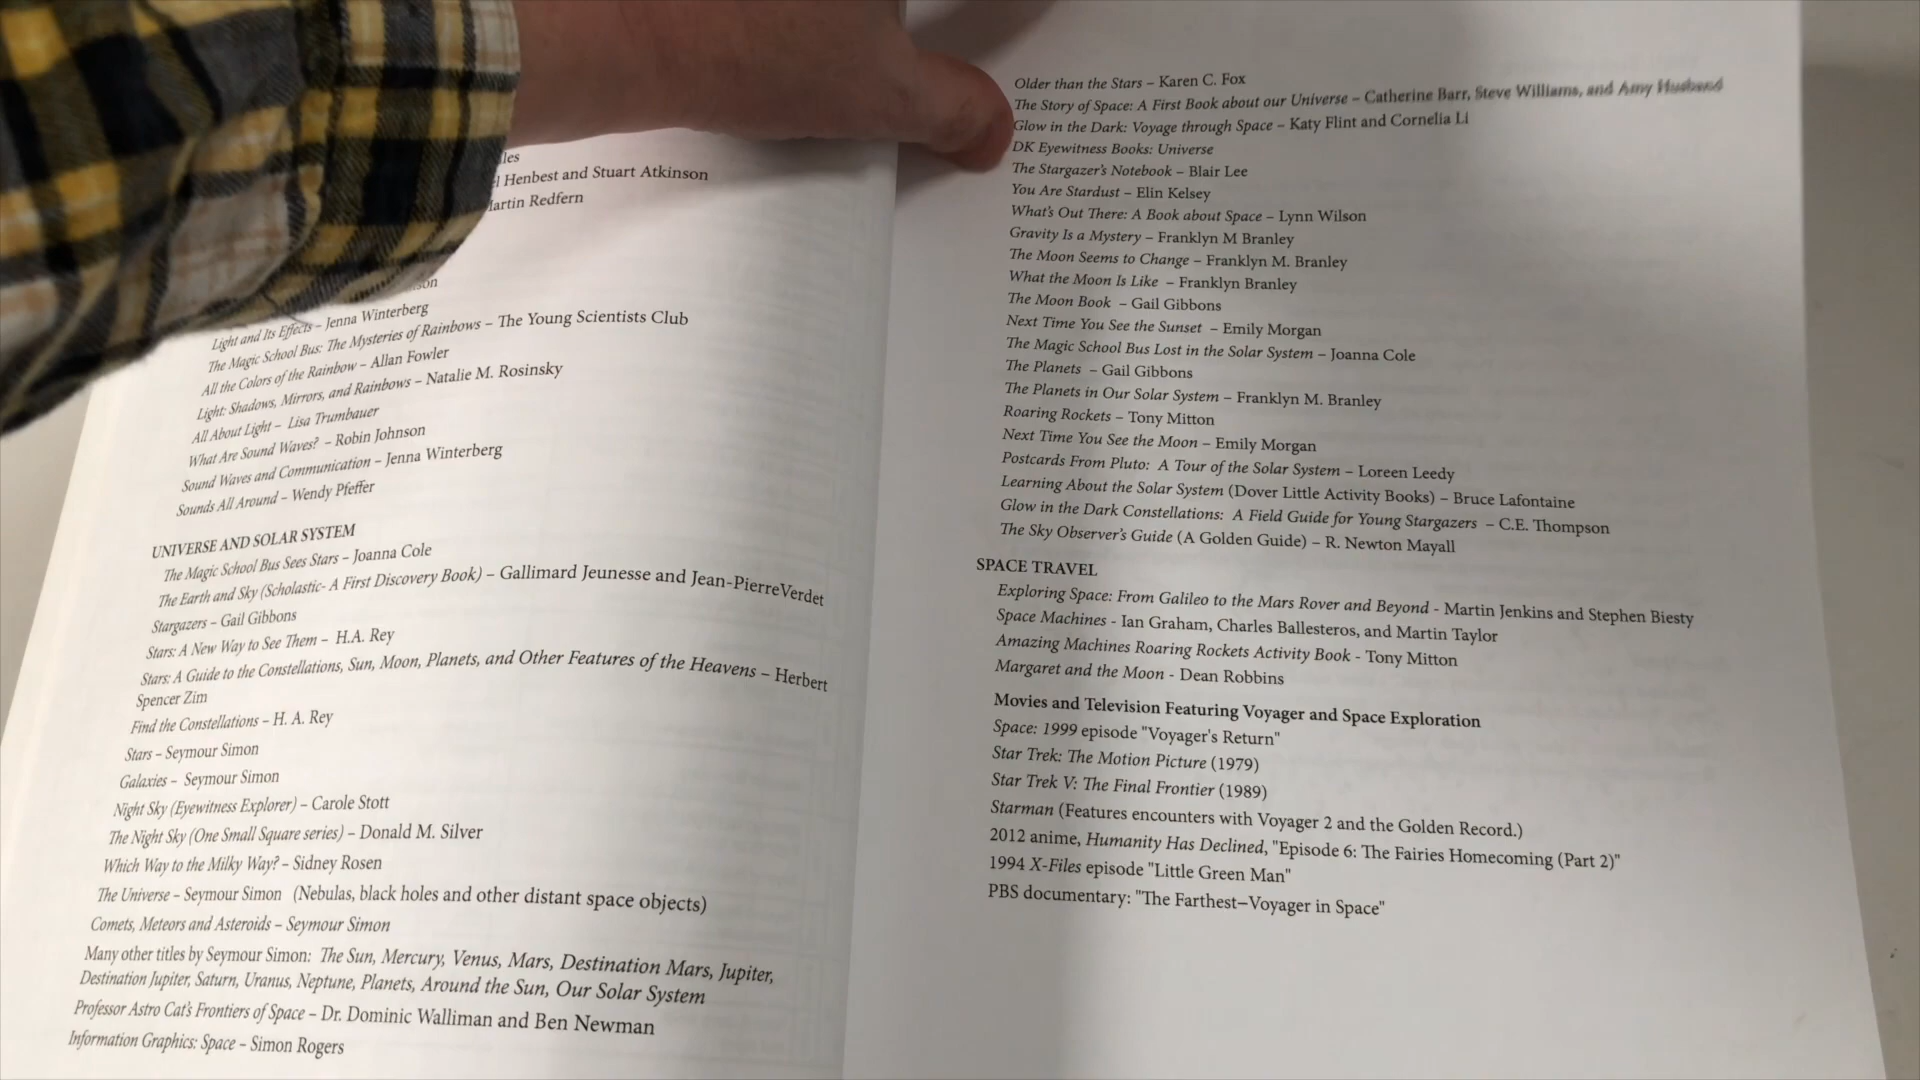 les
l Henbest and Stuart Atkinson
Martin Redfern
son
Light and Its Effects – Jenna Winterberg
The Magic School Bus: The Mysteries of Rainbows – The Young Scientists Club
All the Colors of the Rainbow – Allan Fowler
Light: Shadows, Mirrors, and Rainbows – Natalie M. Rosinsky
All About Light – Lisa Trumbauer
What Are Sound Waves? – Robin Johnson
Sound Waves and Communication – Jenna Winterberg
Sounds All Around – Wendy Pfeffer
UNIVERSE AND SOLAR SYSTEM
The Magic School Bus Sees Stars – Joanna Cole
The Earth and Sky (Scholastic- A First Discovery Book) – Gallimard Jeunesse and Jean-PierreVerdet
Stargazers – Gail Gibbons
Stars: A New Way to See Them – H.A. Rey
Stars: A Guide to the Constellations, Sun, Moon, Planets, and Other Features of the Heavens – Herbert
Spencer Zim
Find the Constellations – H. A. Rey
Stars – Seymour Simon
Galaxies – Seymour Simon
Night Sky (Eyewitness Explorer) – Carole Stott
The Night Sky (One Small Square series) – Donald M. Silver
Which Way to the Milky Way? – Sidney Rosen
The Universe – Seymour Simon (Nebulas, black holes and other distant space objects)
Comets, Meteors and Asteroids – Seymour Simon
Many other titles by Seymour Simon: The Sun, Mercury, Venus, Mars, Destination Mars, Jupiter,
Destination Jupiter, Saturn, Uranus, Neptune, Planets, Around the Sun, Our Solar System
Professor Astro Cat's Frontiers of Space – Dr. Dominic Walliman and Ben Newman
Information Graphics: Space – Simon Rogers
Older than the Stars – Karen C. Fox
The Story of Space: A First Book about our Universe – Catherine Barr, Steve Williams, and Amy Husband
Glow in the Dark: Voyage through Space – Katy Flint and Cornelia Li
DK Eyewitness Books: Universe
The Stargazer's Notebook – Blair Lee
You Are Stardust – Elin Kelsey
What's Out There: A Book about Space – Lynn Wilson
Gravity Is a Mystery – Franklyn M Branley
The Moon Seems to Change – Franklyn M. Branley
What the Moon Is Like – Franklyn Branley
The Moon Book – Gail Gibbons
Next Time You See the Sunset – Emily Morgan
The Magic School Bus Lost in the Solar System – Joanna Cole
The Planets – Gail Gibbons
The Planets in Our Solar System – Franklyn M. Branley
Roaring Rockets – Tony Mitton
Next Time You See the Moon – Emily Morgan
Postcards From Pluto: A Tour of the Solar System – Loreen Leedy
Learning About the Solar System (Dover Little Activity Books) – Bruce Lafontaine
Glow in the Dark Constellations: A Field Guide for Young Stargazers – C.E. Thompson
The Sky Observer's Guide (A Golden Guide) – R. Newton Mayall
SPACE TRAVEL
Exploring Space: From Galileo to the Mars Rover and Beyond - Martin Jenkins and Stephen Biesty
Space Machines - Ian Graham, Charles Ballesteros, and Martin Taylor
Amazing Machines Roaring Rockets Activity Book - Tony Mitton
Margaret and the Moon - Dean Robbins
Movies and Television Featuring Voyager and Space Exploration
Space: 1999 episode "Voyager's Return"
Star Trek: The Motion Picture (1979)
Star Trek V: The Final Frontier (1989)
Starman (Features encounters with Voyager 2 and the Golden Record.)
2012 anime, Humanity Has Declined, "Episode 6: The Fairies Homecoming (Part 2)"
1994 X-Files episode "Little Green Man"
PBS documentary: "The Farthest–Voyager in Space"